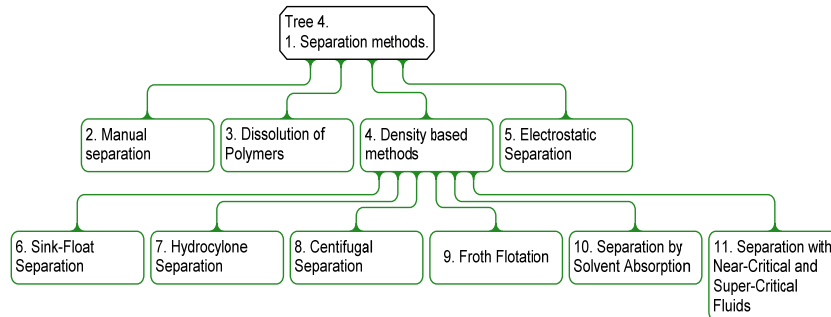 Tree 4.
1. Separation methods.
2. Manual
separation
3. Dissolution of
Polymers
4. Density based
methods
5. Electrostatic
Separation
6. Sink-Float
Separation
7. Hydrocylone
Separation
8. Centifugal
Separation
9. Froth Flotation
10. Separation by
Solvent Absorption
11. Separation with
Near-Critical and
Super-Critical
Fluids